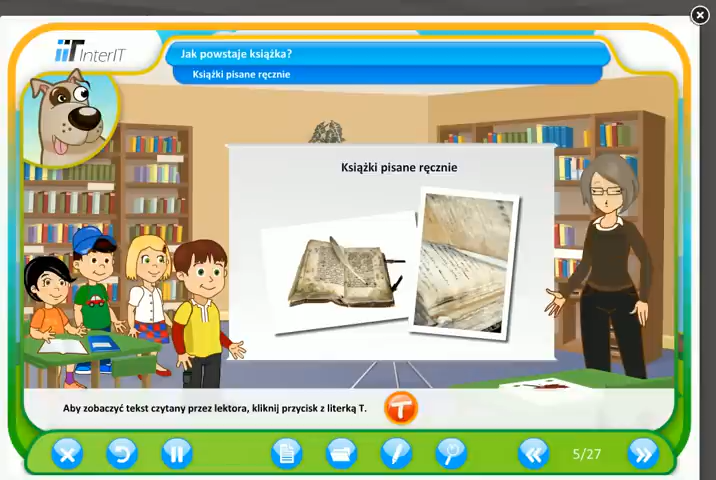 iiT InterIT
Jak powstaje książka?
Książki pisane ręcznie
Książki pisane ręcznie
Aby zobaczyć tekst czytany przez lektora, kliknij przycisk z literką T.
T
5/27